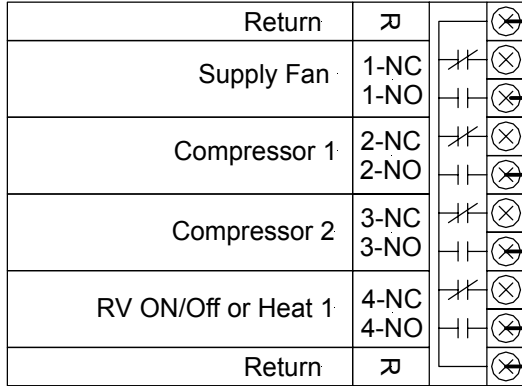 Return R
Supply Fan 1-NC
1-NO
Compressor 1 2-NC
2-NO
Compressor 2 3-NC
3-NO
RV ON/Off or Heat 1 4-NC
4-NO
Return R